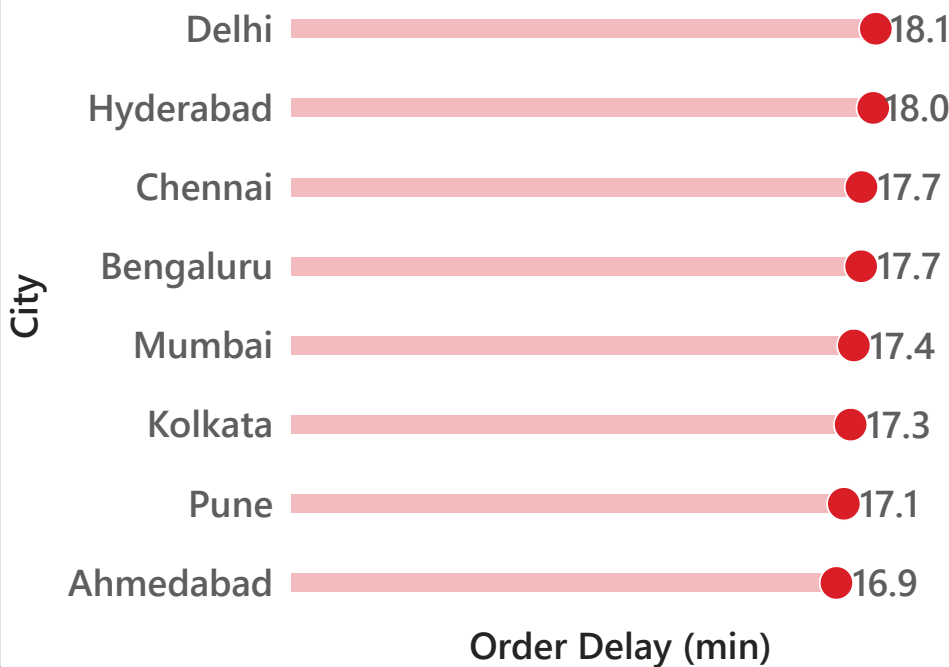 Delhi 18.1
Hyderabad 18.0
Chennai 17.7
Bengaluru 17.7
City
Mumbai 17.4
Kolkata 17.3
Pune 17.1
Ahmedabad 16.9
Order Delay (min)